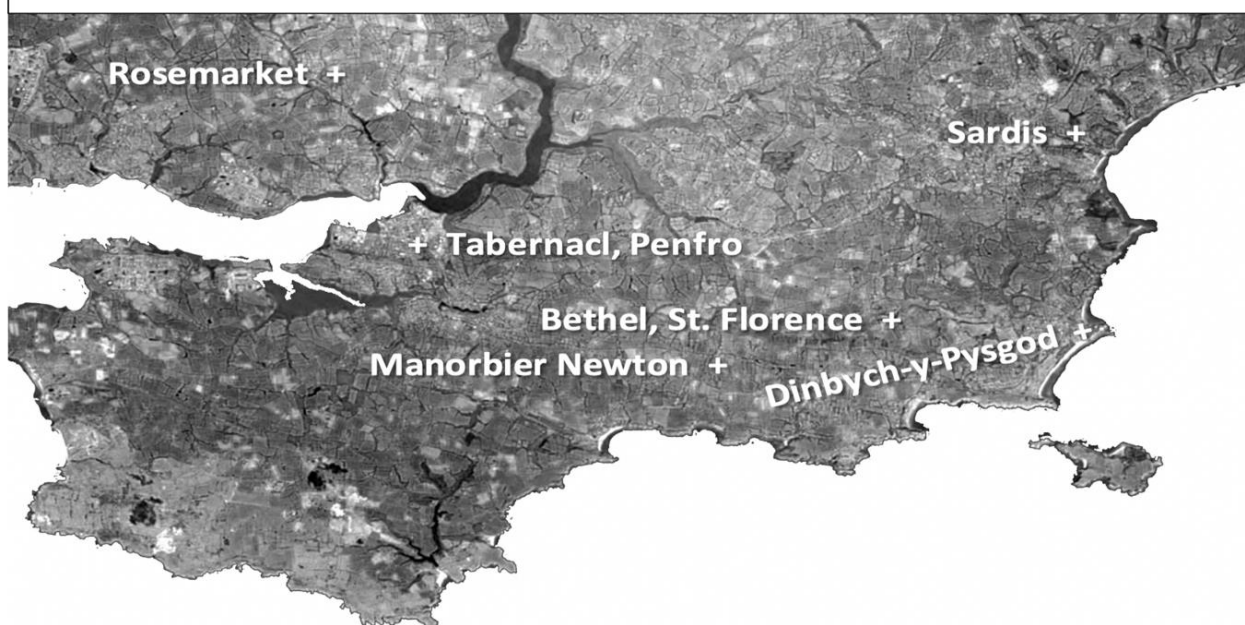 Rosemarket +
Sardis +
+ Tabernacl, Penfro
Bethel, St. Florence +
Manorbier Newton +
Dinbych-y-Pysgod +